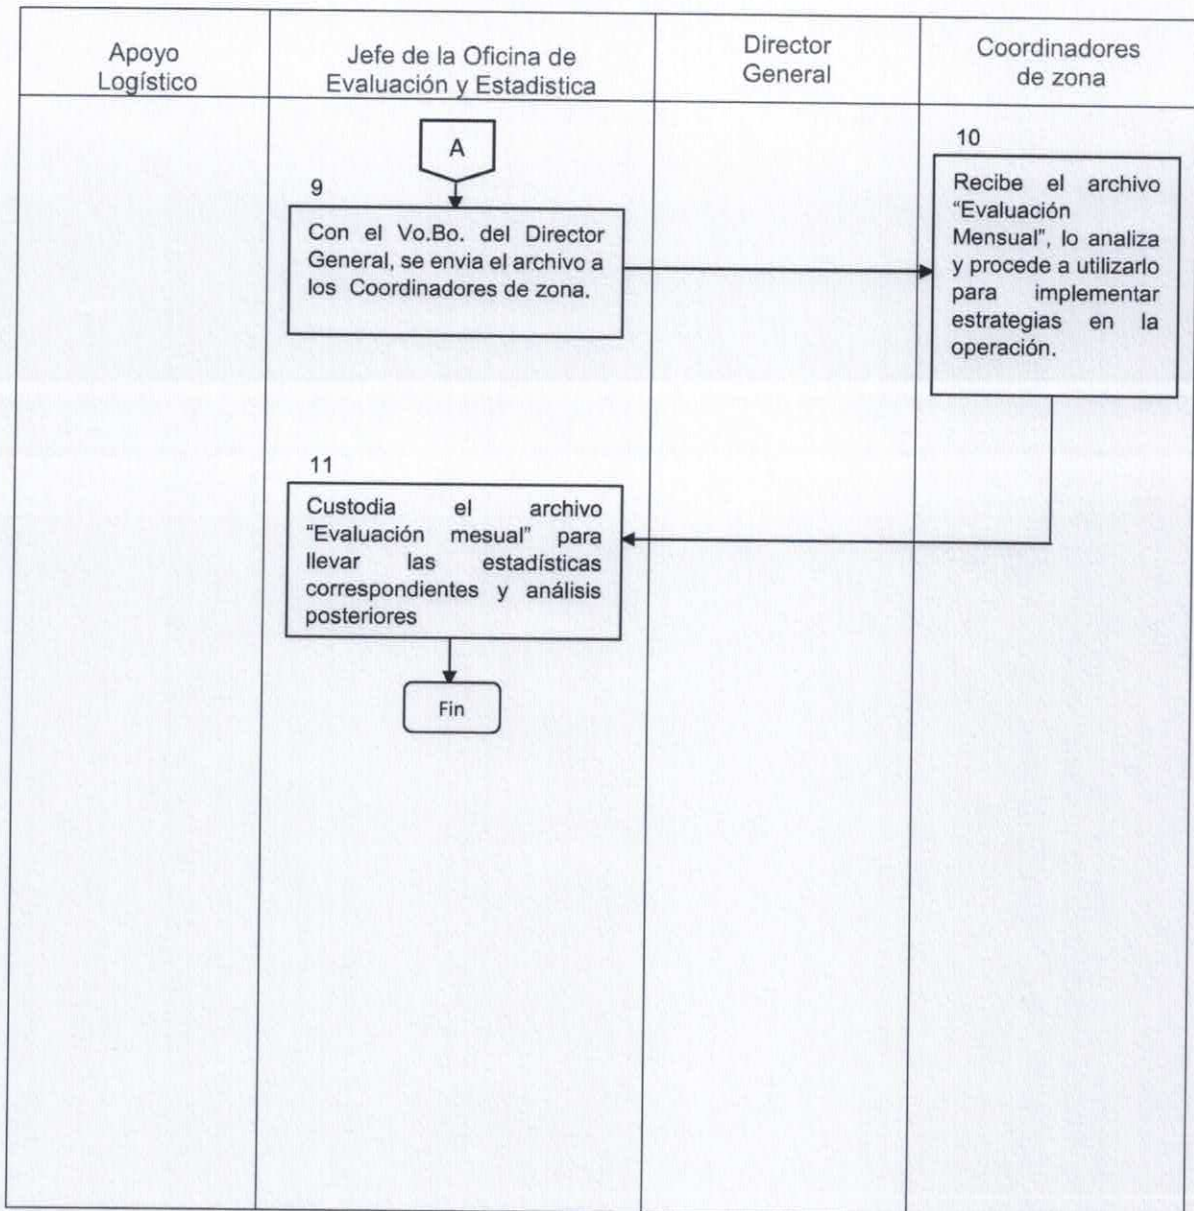 Apoyo
Logístico
Jefe de la Oficina de
Evaluación y Estadistica
Director
General
Coordinadores
de zona
A
9
Con el Vo.Bo. del Director
General, se envia el archivo a
los Coordinadores de zona.
10
Recibe el archivo
“Evaluación
Mensual”, lo analiza
y procede a utilizarlo
para implementar
estrategias en la
operación.
11
Custodia el archivo
“Evaluación mesual” para
llevar las estadísticas
correspondientes y análisis
posteriores
Fin